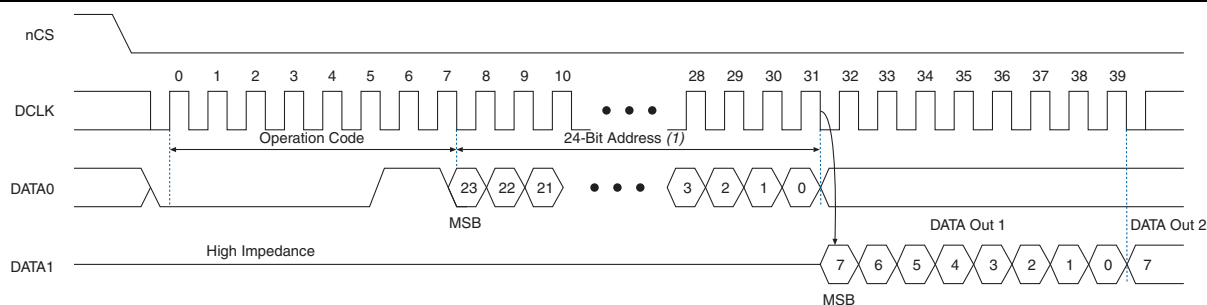 nCS
0 1 2 3 4 5 6 7 8 9 10 28 29 30 31 32 33 34 35 36 37 38 39
DCLK
Operation Code 24-Bit Address (1)
DATA0 23 22 21 3 2 1 0
MSB
DATA Out 1 DATA Out 2
High Impedance
DATA1 7 6 5 4 3 2 1 0 7
MSB